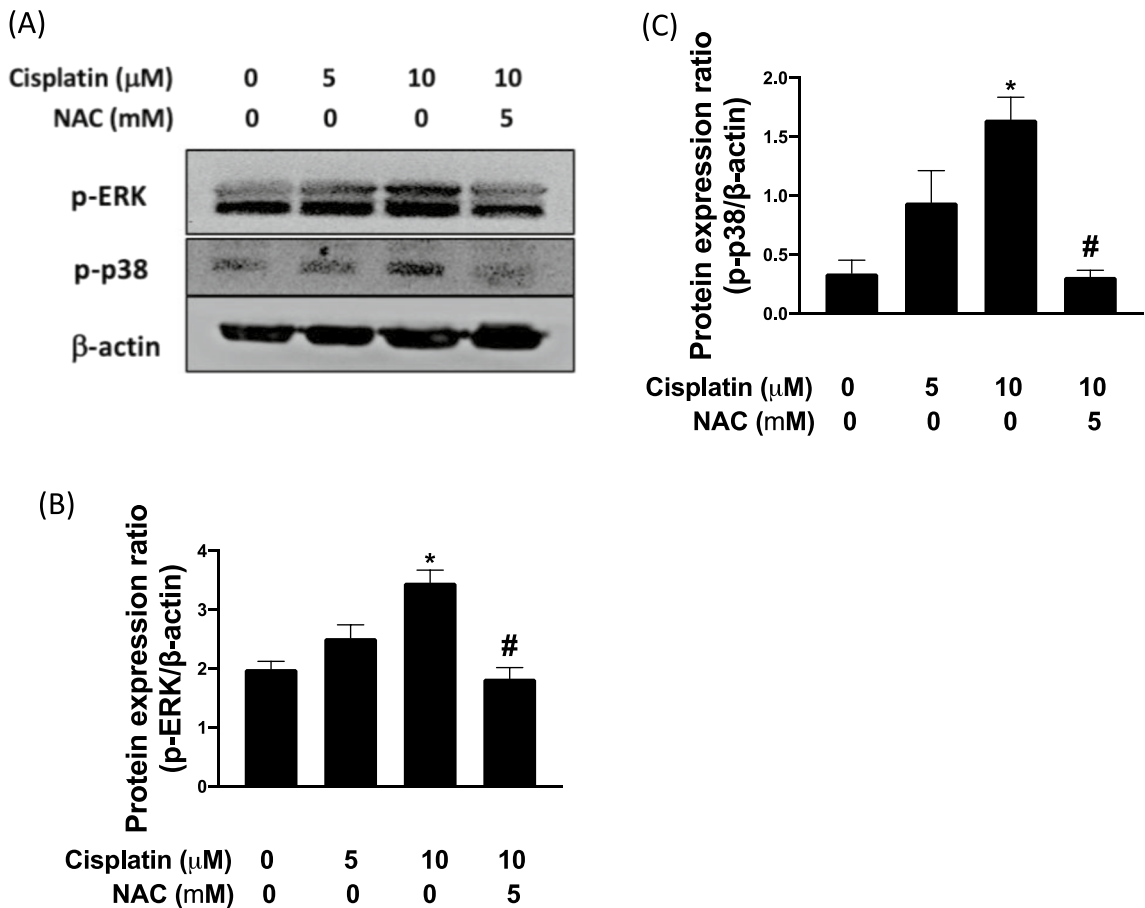 (A)
Cisplatin (μM) 0 5 10 10
NAC (mM) 0 0 0 5
p-ERK
p-p38
β-actin
(B)
Protein expression ratio
(p-ERK/β-actin)
4
3
2
1
0
*
#
Cisplatin (μM) 0 5 10 10
NAC (mM) 0 0 0 5
(C)
Protein expression ratio
(p-p38/β-actin)
2.0
1.5
1.0
0.5
0.0
*
#
Cisplatin (μM) 0 5 10 10
NAC (mM) 0 0 0 5